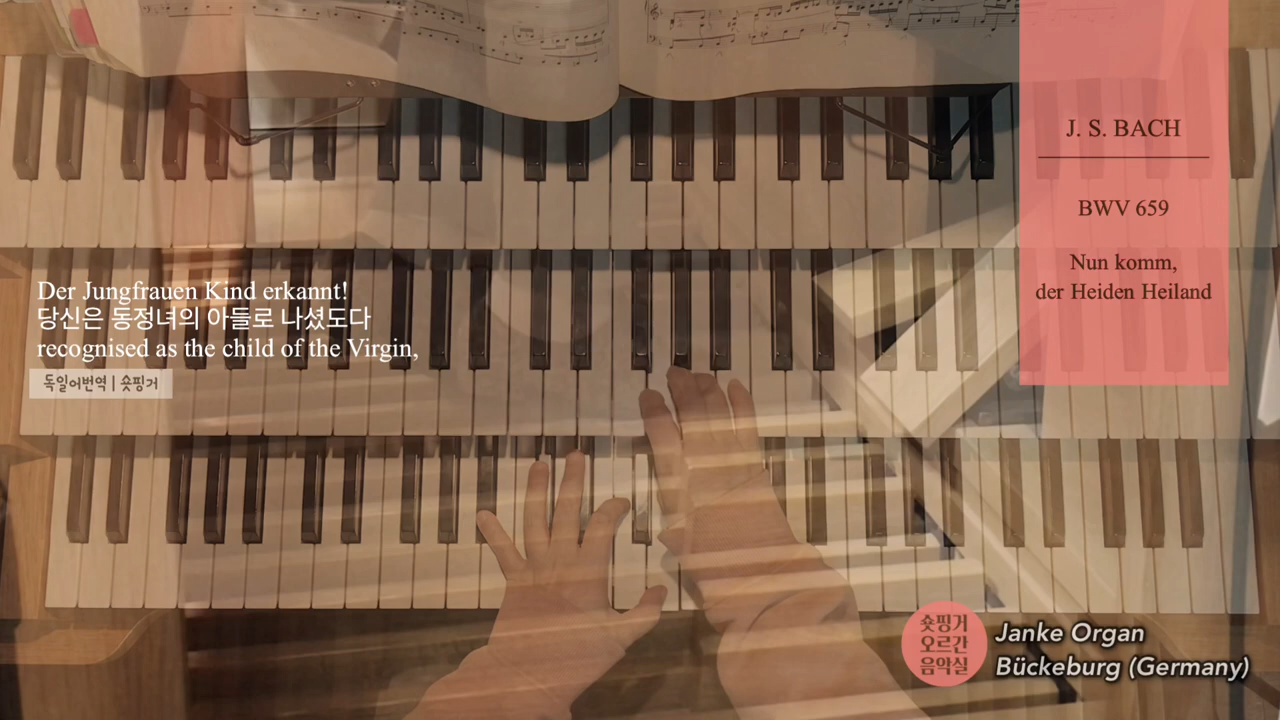 J. S. BACH
BWV 659
Nun komm,
der Heiden Heiland
Der Jungfrauen Kind erkannt!
당신은 동정녀의 아들로 나셨도다
recognised as the child of the Virgin,
독일어번역 | 숏핑거
숏핑거
오르간
음악실
Janke Organ
Bückeburg (Germany)